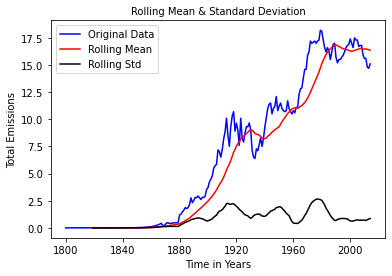 Rolling Mean & Standard Deviation
Original Data
Rolling Mean
Rolling Std
17.5
15.0
12.5
10.0
7.5
5.0
2.5
0.0
Total Emissions
1800 1840 1880 1920 1960 2000
Time in Years